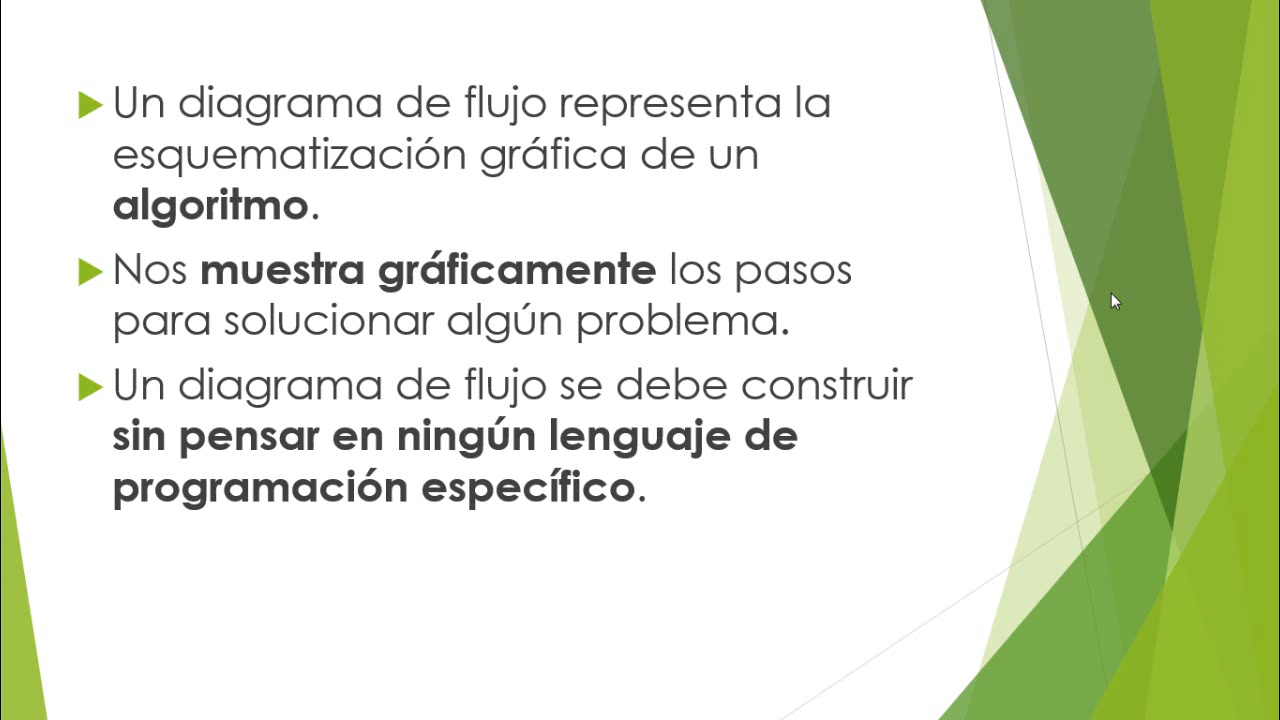 Un diagrama de flujo representa la
esquematización gráfica de un
algoritmo.
Nos muestra gráficamente los pasos
para solucionar algún problema.
Un diagrama de flujo se debe construir
sin pensar en ningún lenguaje de
programación específico.